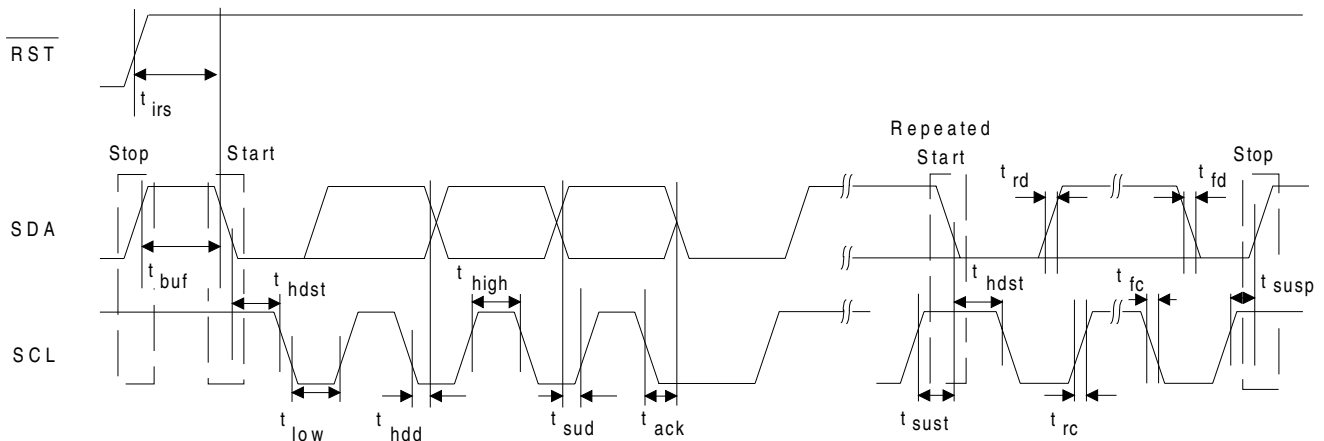 RST
t irs
Repeated
Stop Start Start Stop
t rd t fd
SDA
t buf t hdst t high t hdst t fc t susp
SCL
t low t hdd t sud t ack t sust t rc